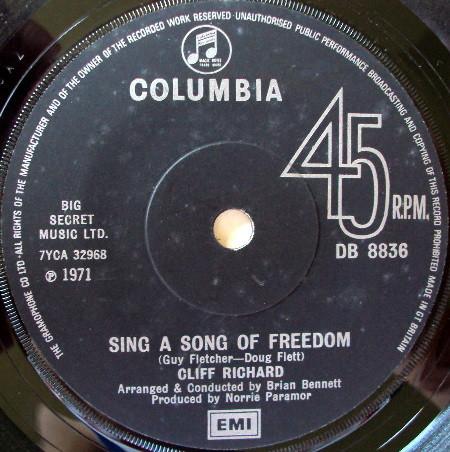 THE GRAMOPHONE CO LTD·ALL RIGHTS OF THE MANUFACTURER AND OF THE OWNER OF THE RECORDED WORK RESERVED·UNAUTHORISED PUBLIC PERFORMANCE BROADCASTING AND COPYING OF THIS RECORD PROHIBITED MADE IN GT BRITAIN
COLUMBIA
45 R.P.M.
BIG
SECRET
MUSIC LTD.
7YCA 32968
℗ 1971
DB 8836
SING A SONG OF FREEDOM
(Guy Fletcher—Doug Flett)
CLIFF RICHARD
Arranged & Conducted by Brian Bennett
Produced by Norrie Paramor
EMI